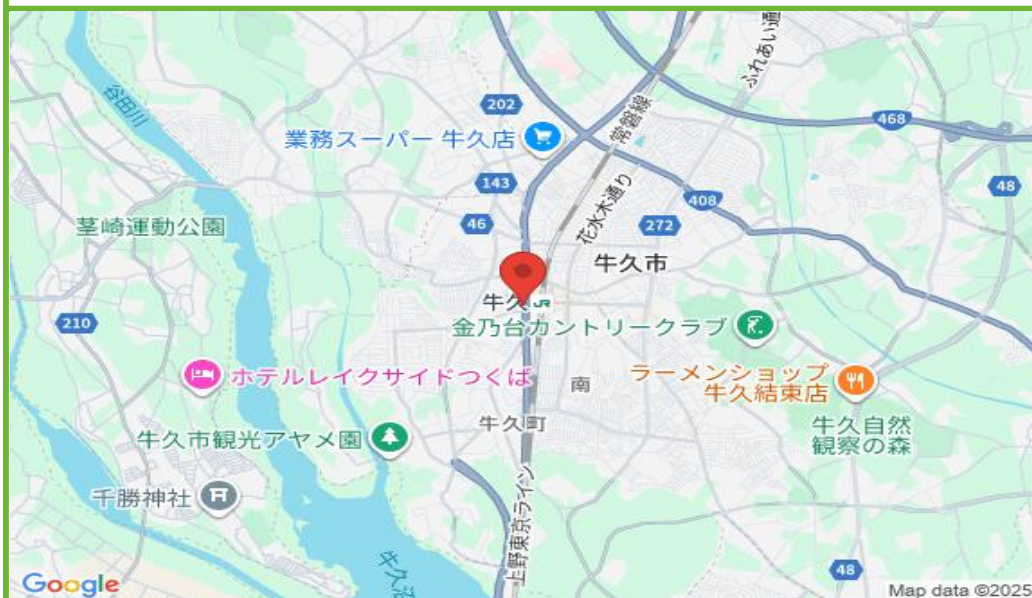 ふれあい通
谷田川
202
常磐線
468
業務スーパー 牛久店
143
花水木通り
408
48
46
272
茎崎運動公園
牛久市
牛久
JR
210
金乃台カントリークラブ
ホテルレイクサイドつくば
南
ラーメンショップ
牛久結束店
牛久町
牛久自然
観察の森
牛久市観光アヤメ園
千勝神社
上野東京ライン
牛久沼
48
Google
Map data ©2025